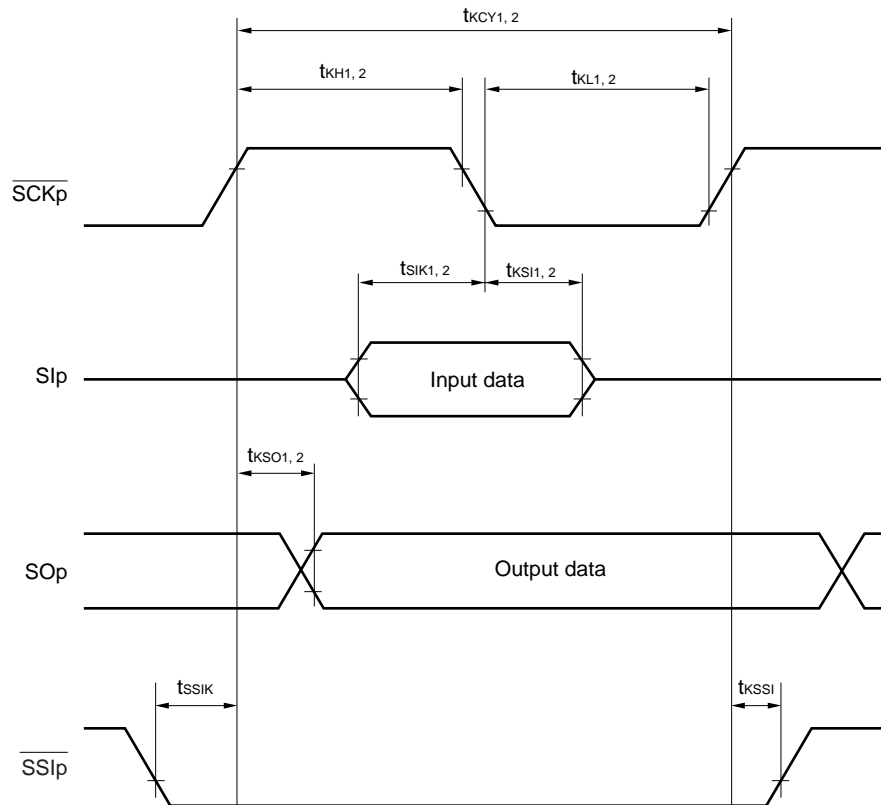 tKCY1, 2
tKH1, 2
tKL1, 2
SCKp
tSIK1, 2
tKSI1, 2
SIp
Input data
tKSO1, 2
SOp
Output data
tSSIK
tKSSI
SSIp